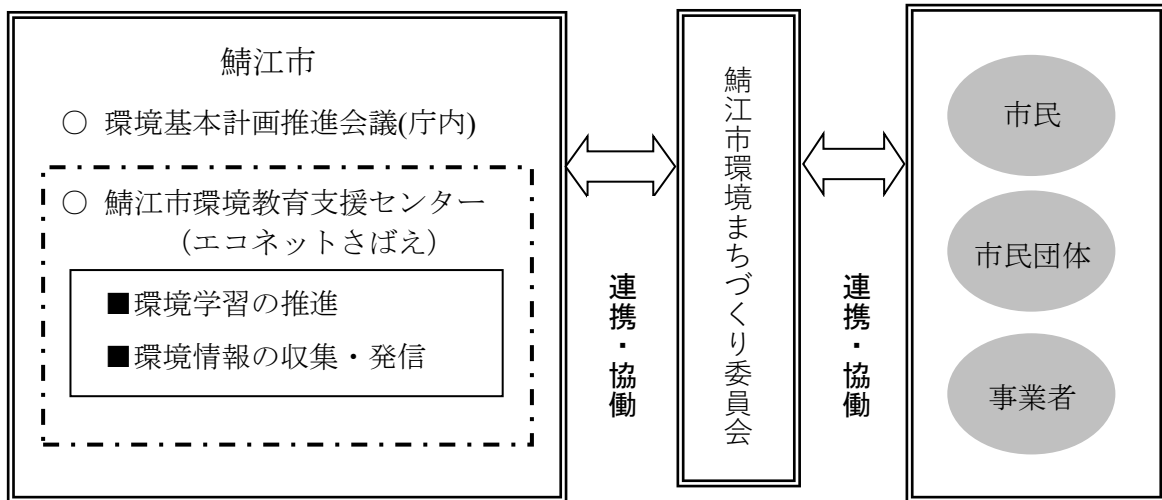 鯖江市
○ 環境基本計画推進会議(庁内)
○ 鯖江市環境教育支援センター
(エコネットさばえ)
■環境学習の推進
■環境情報の収集・発信
連携・協働
鯖江市環境まちづくり委員会
連携・協働
市民
市民団体
事業者